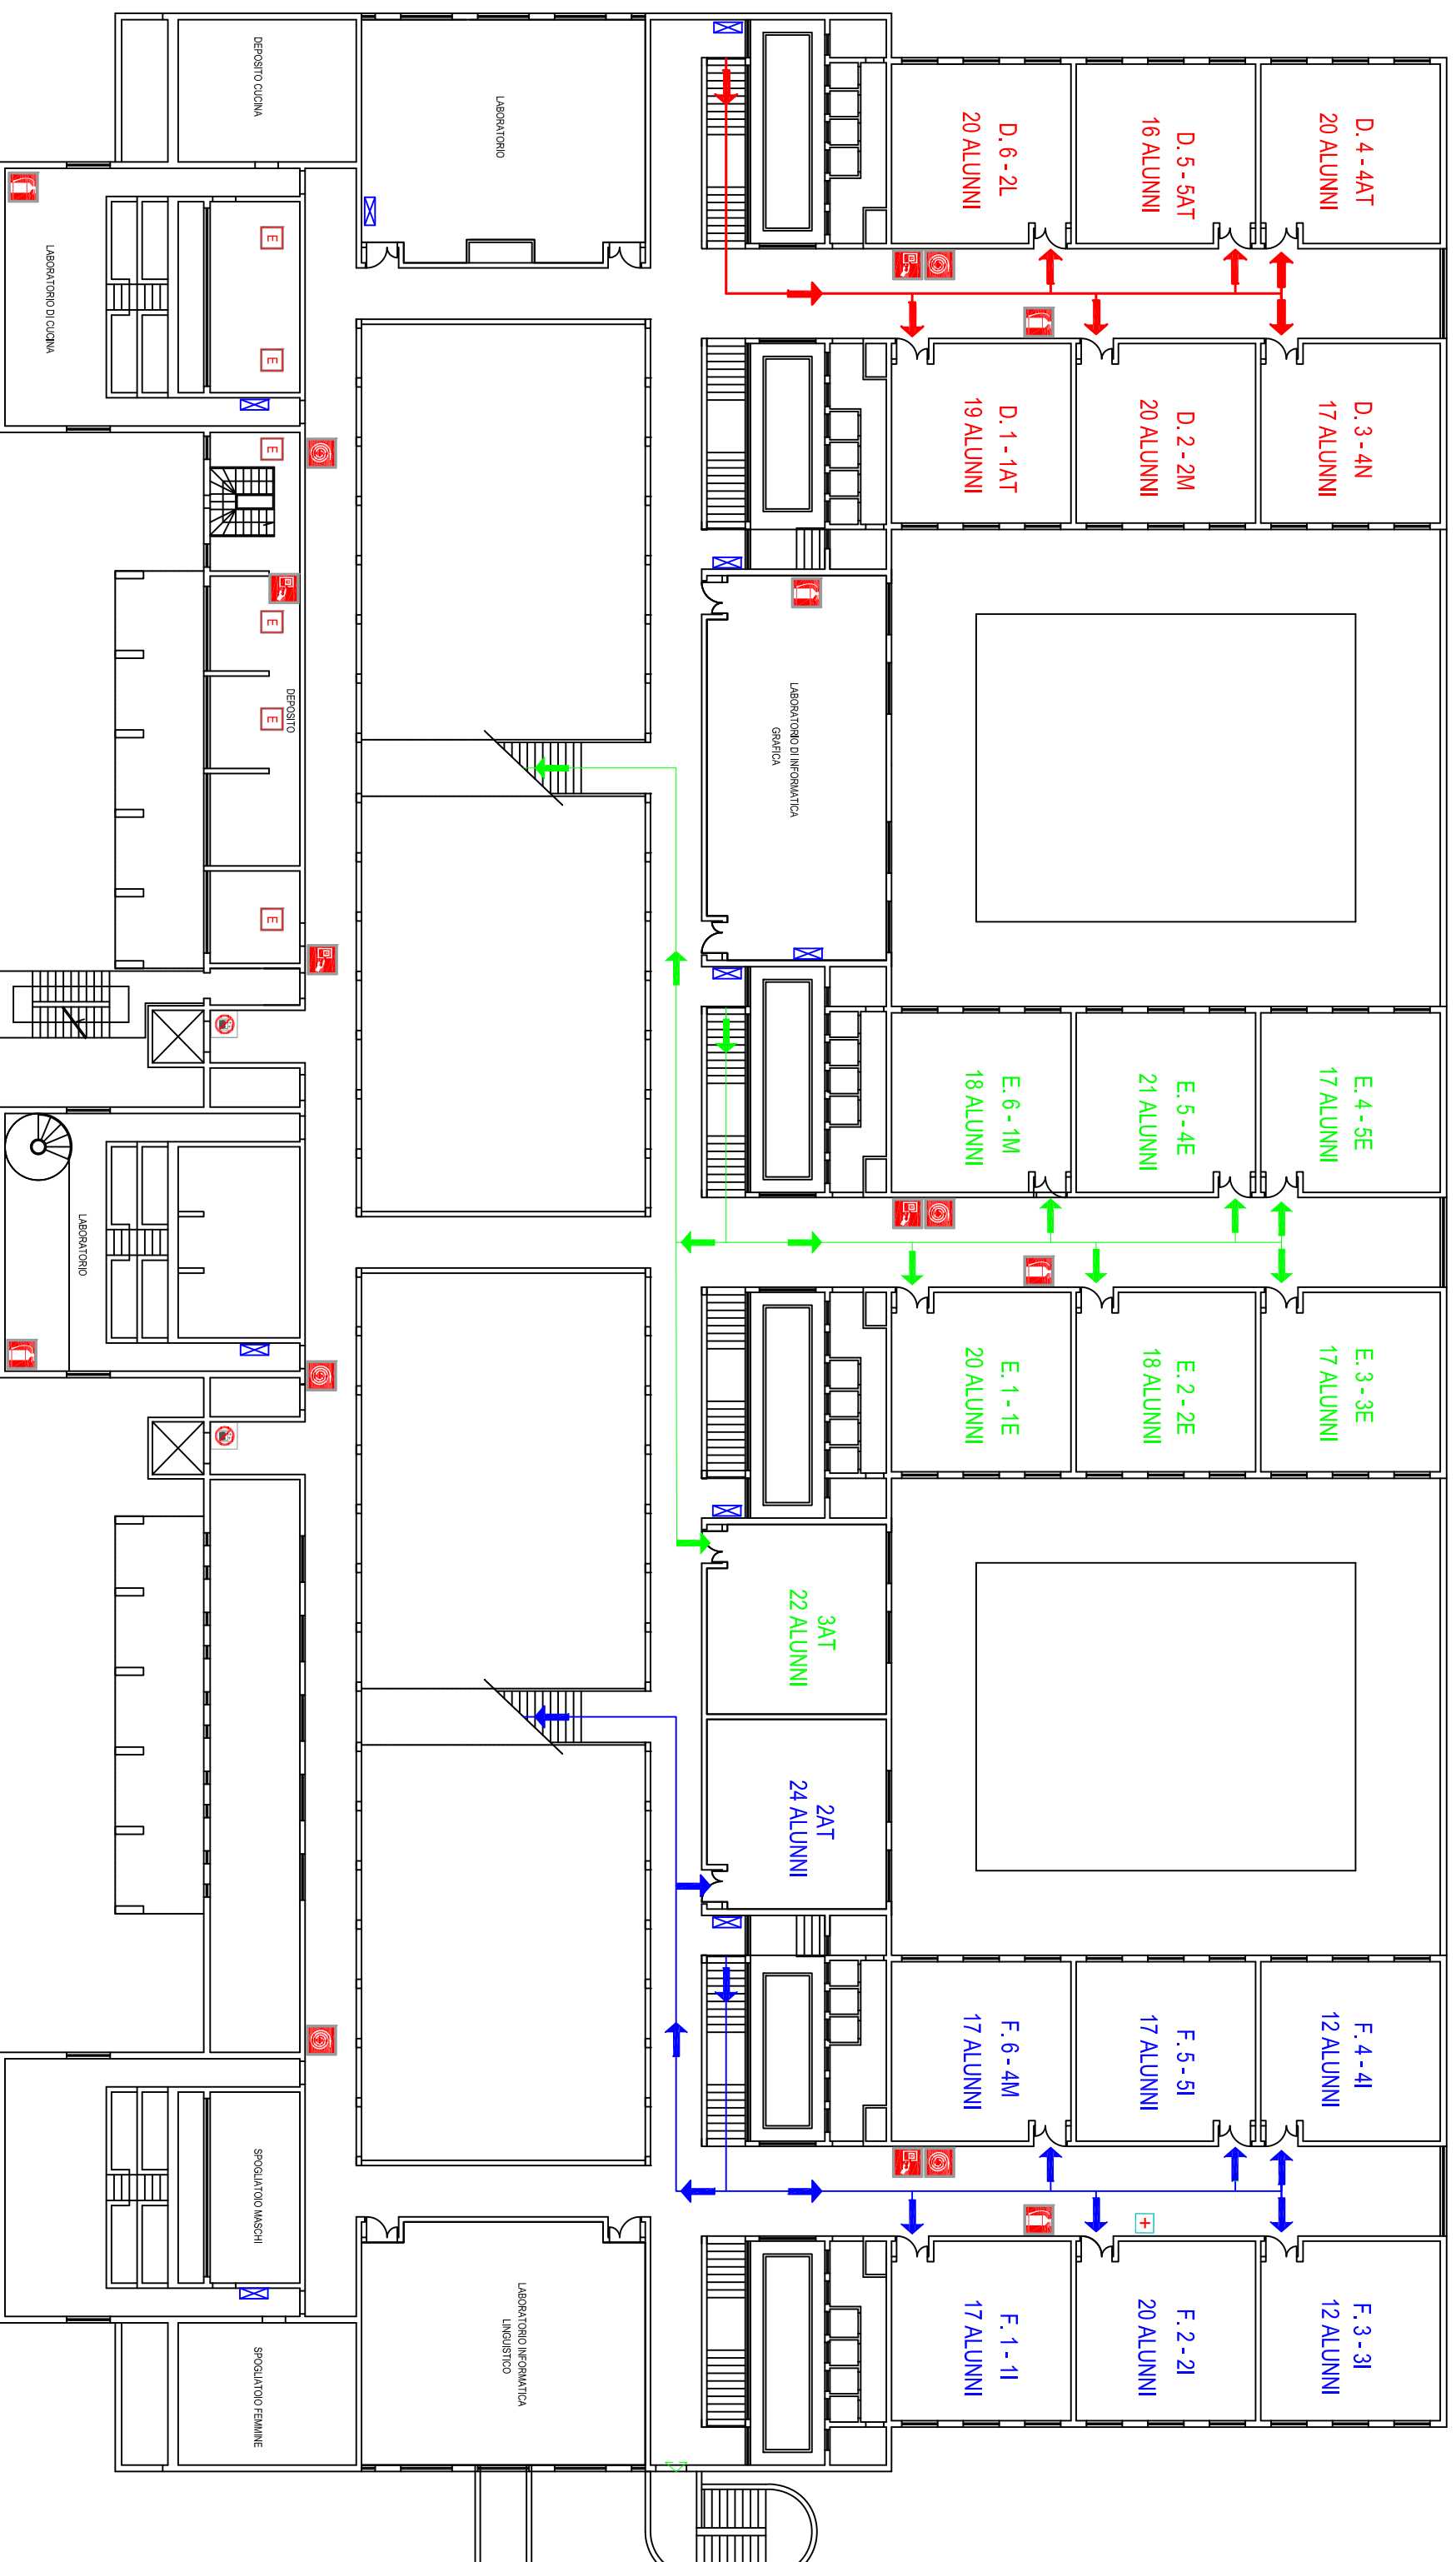 D. 4 - 4AT
20 ALUNNI
D. 5 - 5AT
16 ALUNNI
D. 6 - 2L
20 ALUNNI
LABORATORIO
DEPOSITO CUCINA
LABORATORIO DI CUCINA
E
E
E
D. 3 - 4N
17 ALUNNI
D. 2 - 2M
20 ALUNNI
D. 1 - 1AT
19 ALUNNI
LABORATORIO DI INFORMATICA
GRAFICA
DEPOSITO
E
E
E
E. 4 - 5E
17 ALUNNI
E. 5 - 4E
21 ALUNNI
E. 6 - 1M
18 ALUNNI
LABORATORIO
E. 3 - 3E
17 ALUNNI
E. 2 - 2E
18 ALUNNI
E. 1 - 1E
20 ALUNNI
3AT
22 ALUNNI
2AT
24 ALUNNI
F. 4 - 4I
12 ALUNNI
F. 5 - 5I
17 ALUNNI
F. 6 - 4M
17 ALUNNI
SPOGLIATOIO MASCHI
F. 3 - 3I
12 ALUNNI
F. 2 - 2I
20 ALUNNI
F. 1 - 1I
17 ALUNNI
LABORATORIO INFORMATICA
LINGUISTICO
SPOGLIATOIO FEMMINE